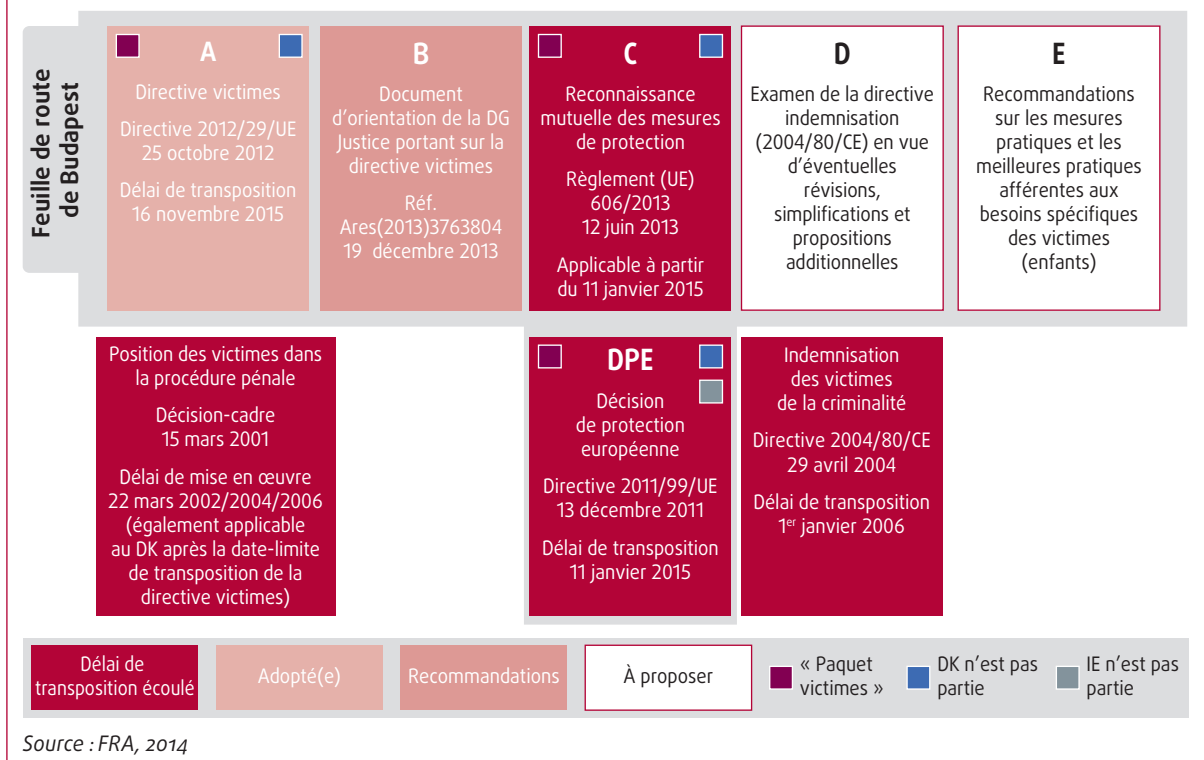 Feuille de route
de Budapest
A
Directive victimes
Directive 2012/29/UE
25 octobre 2012
Délai de transposition
16 novembre 2015
B
Document
d'orientation de la DG
Justice portant sur la
directive victimes
Réf.
Ares(2013)3763804
19 décembre 2013
C
Reconnaissance
mutuelle des mesures
de protection
Règlement (UE)
606/2013
12 juin 2013
Applicable à partir
du 11 janvier 2015
D
Examen de la directive
indemnisation
(2004/80/CE) en vue
d'éventuelles
révisions,
simplifications et
propositions
additionnelles
E
Recommandations
sur les mesures
pratiques et les
meilleures pratiques
afférentes aux
besoins spécifiques
des victimes
(enfants)
Position des victimes dans
la procédure pénale
Décision-cadre
15 mars 2001
Délai de mise en œuvre
22 mars 2002/2004/2006
(également applicable
au DK après la date-limite
de transposition de la
directive victimes)
DPE
Décision
de protection
européenne
Directive 2011/99/UE
13 décembre 2011
Délai de transposition
11 janvier 2015
Indemnisation
des victimes
de la criminalité
Directive 2004/80/CE
29 avril 2004
Délai de transposition
1er janvier 2006
Délai de
transposition écoulé
Adopté(e)
Recommandations
À proposer
« Paquet
victimes »
DK n'est pas
partie
IE n'est pas
partie
Source : FRA, 2014